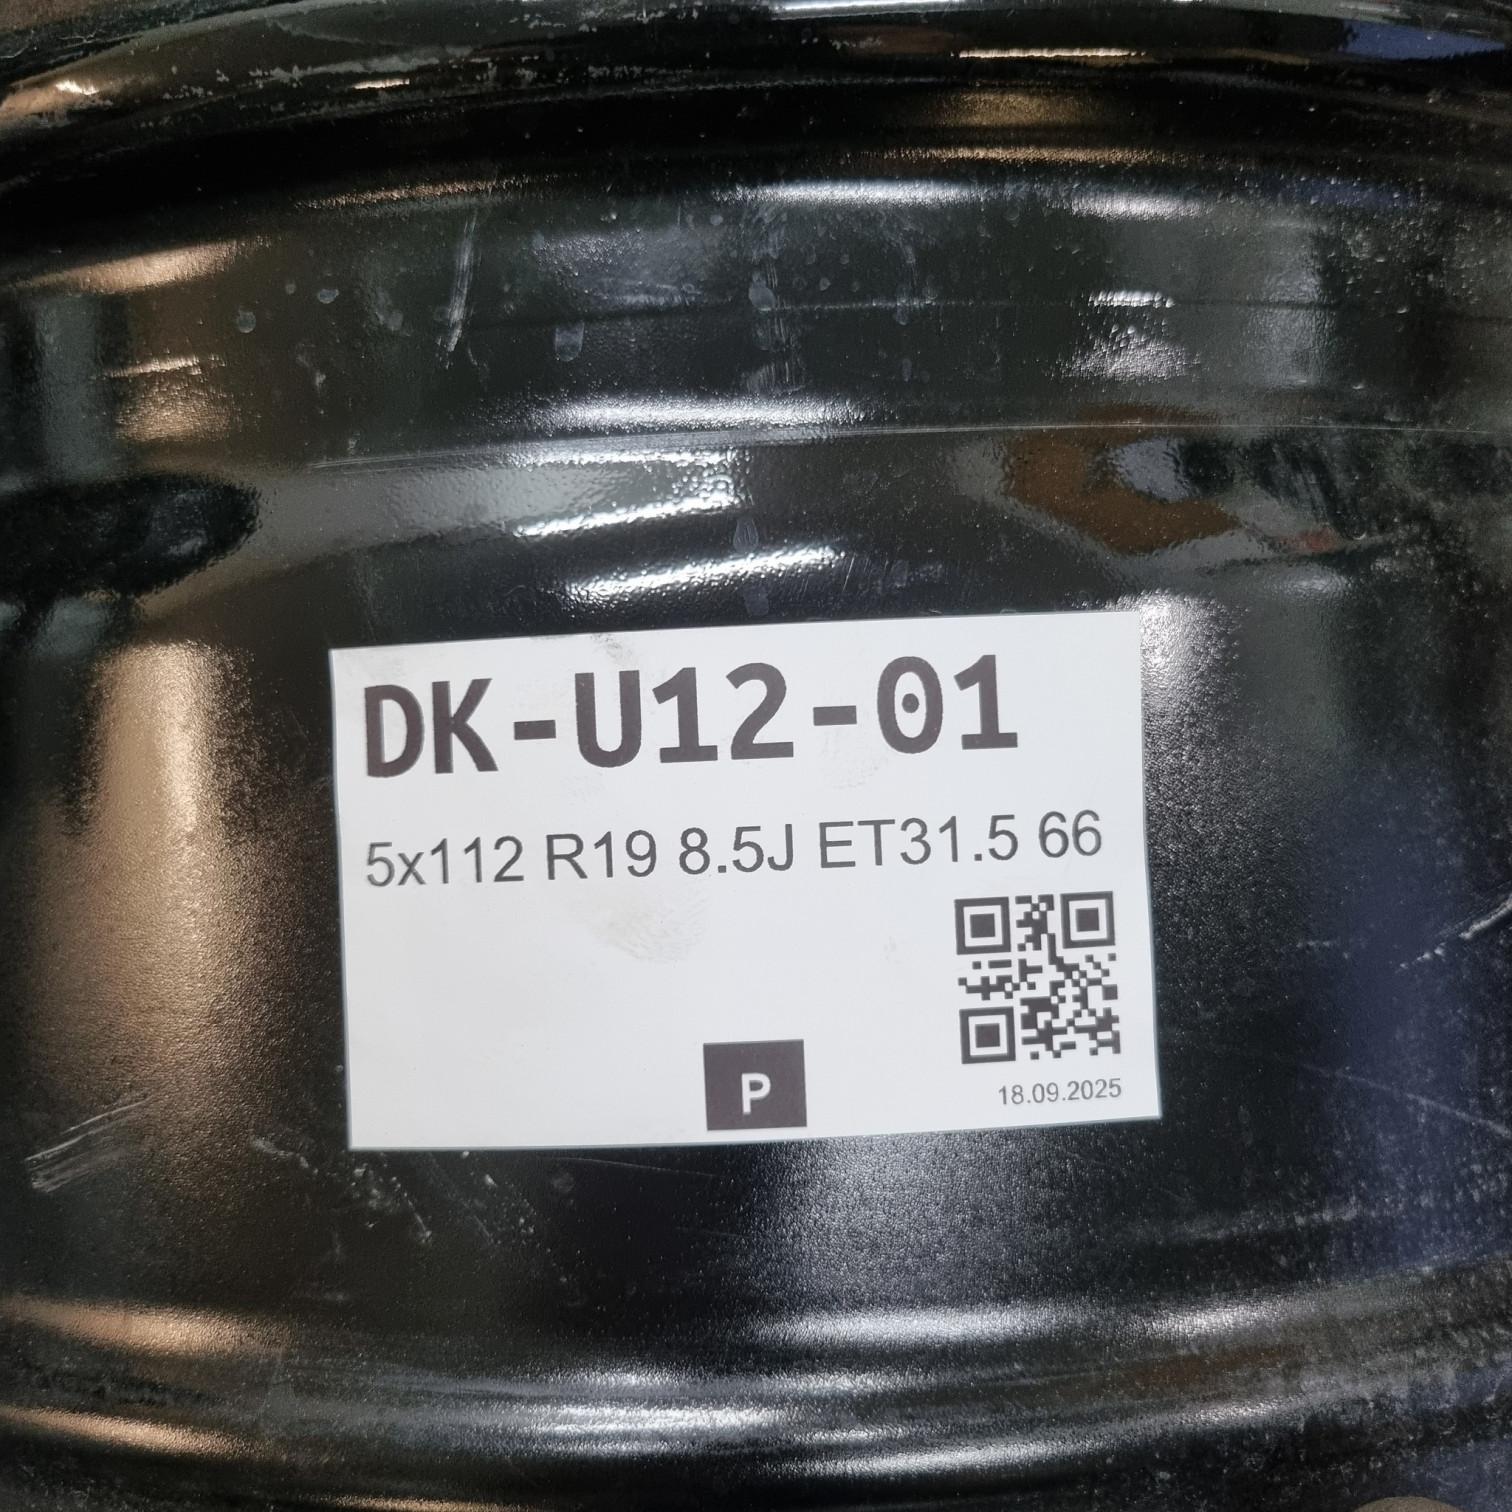 DK-U12-01
5x112 R19 8.5J ET31.5 66
P
18.09.2025